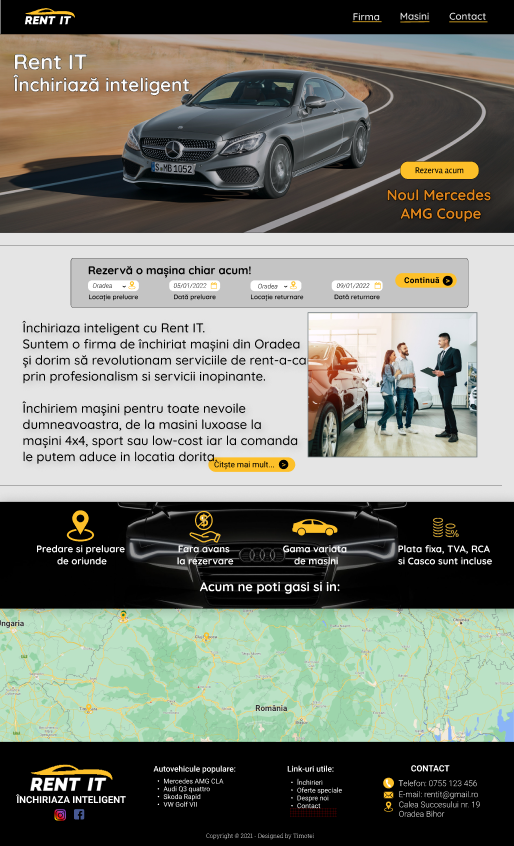 RENT IT
Firma Masini Contact
Rent IT
Închiriază inteligent
S MB 1052
Rezerva acum
Noul Mercedes
AMG Coupe
Rezervă o mașina chiar acum!
Oradea 05/01/2022 Oradea 09/01/2022 Continuă >
Locație preluare Dată preluare Locație returnare Dată returnare
Închiriaza inteligent cu Rent IT.
Suntem o firma de închiriat mașini din Oradea
și dorim să revolutionam serviciile de rent-a-ca
prin profesionalism si servicii inopinante.
Închiriem mașini pentru toate nevoile
dumneavoastra, de la masini luxoase la
mașini 4x4, sport sau low-cost iar la comanda
le putem aduce in locatia dorita.
Citște mai mult... >
Predare si preluare
de oriunde
Fara avans
la rezervare
Gama variata
de masini
Plata fixa, TVA, RCA
si Casco sunt incluse
Acum ne poti gasi si in:
ngaria
România
RENT IT
ÎNCHIRIAZA INTELIGENT
Autovehicule populare:
• Mercedes AMG CLA
• Audi Q3 quattro
• Skoda Rapid
• VW Golf VII
Link-uri utile:
• Închirieri
• Oferte speciale
• Despre noi
• Contact
CONTACT
Telefon: 0755 123 456
E-mail: rentit@gmail.ro
Calea Succesului nr. 19
Oradea Bihor
Copyright © 2021 - Designed by Timotei